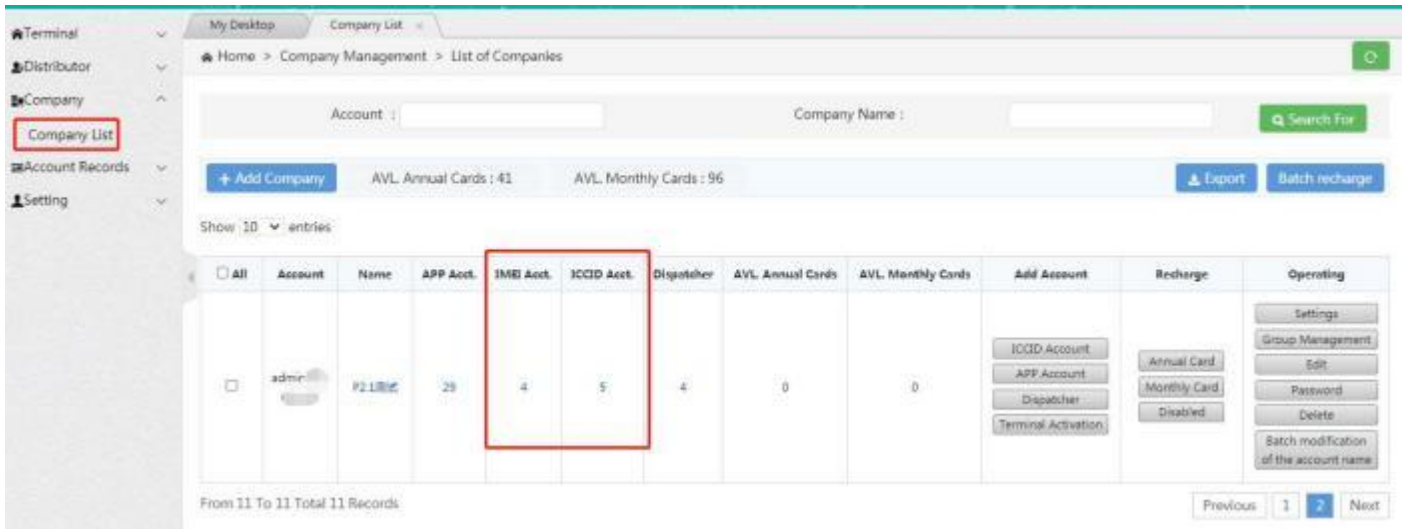 Terminal
Distributor
Company
Company List
Account Records
Setting
My Desktop
Company List
Home > Company Management > List of Companies
Account :
Company Name :
Search For
+ Add Company
AVL. Annual Cards : 41
AVL. Monthly Cards : 96
Export
Batch recharge
Show 10 entries
All
Account
Name
APP Acct.
IMEI Acct.
ICCID Acct.
Dispatcher
AVL. Annual Cards
AVL. Monthly Cards
Add Account
Recharge
Operating
admin
29
4
5
4
0
0
ICCID Account
APP Account
Dispatcher
Terminal Activation
Annual Card
Monthly Card
Disabled
Settings
Group Management
Edit
Password
Delete
Batch modification
of the account name
From 11 To 11 Total 11 Records
Previous
1
2
Next